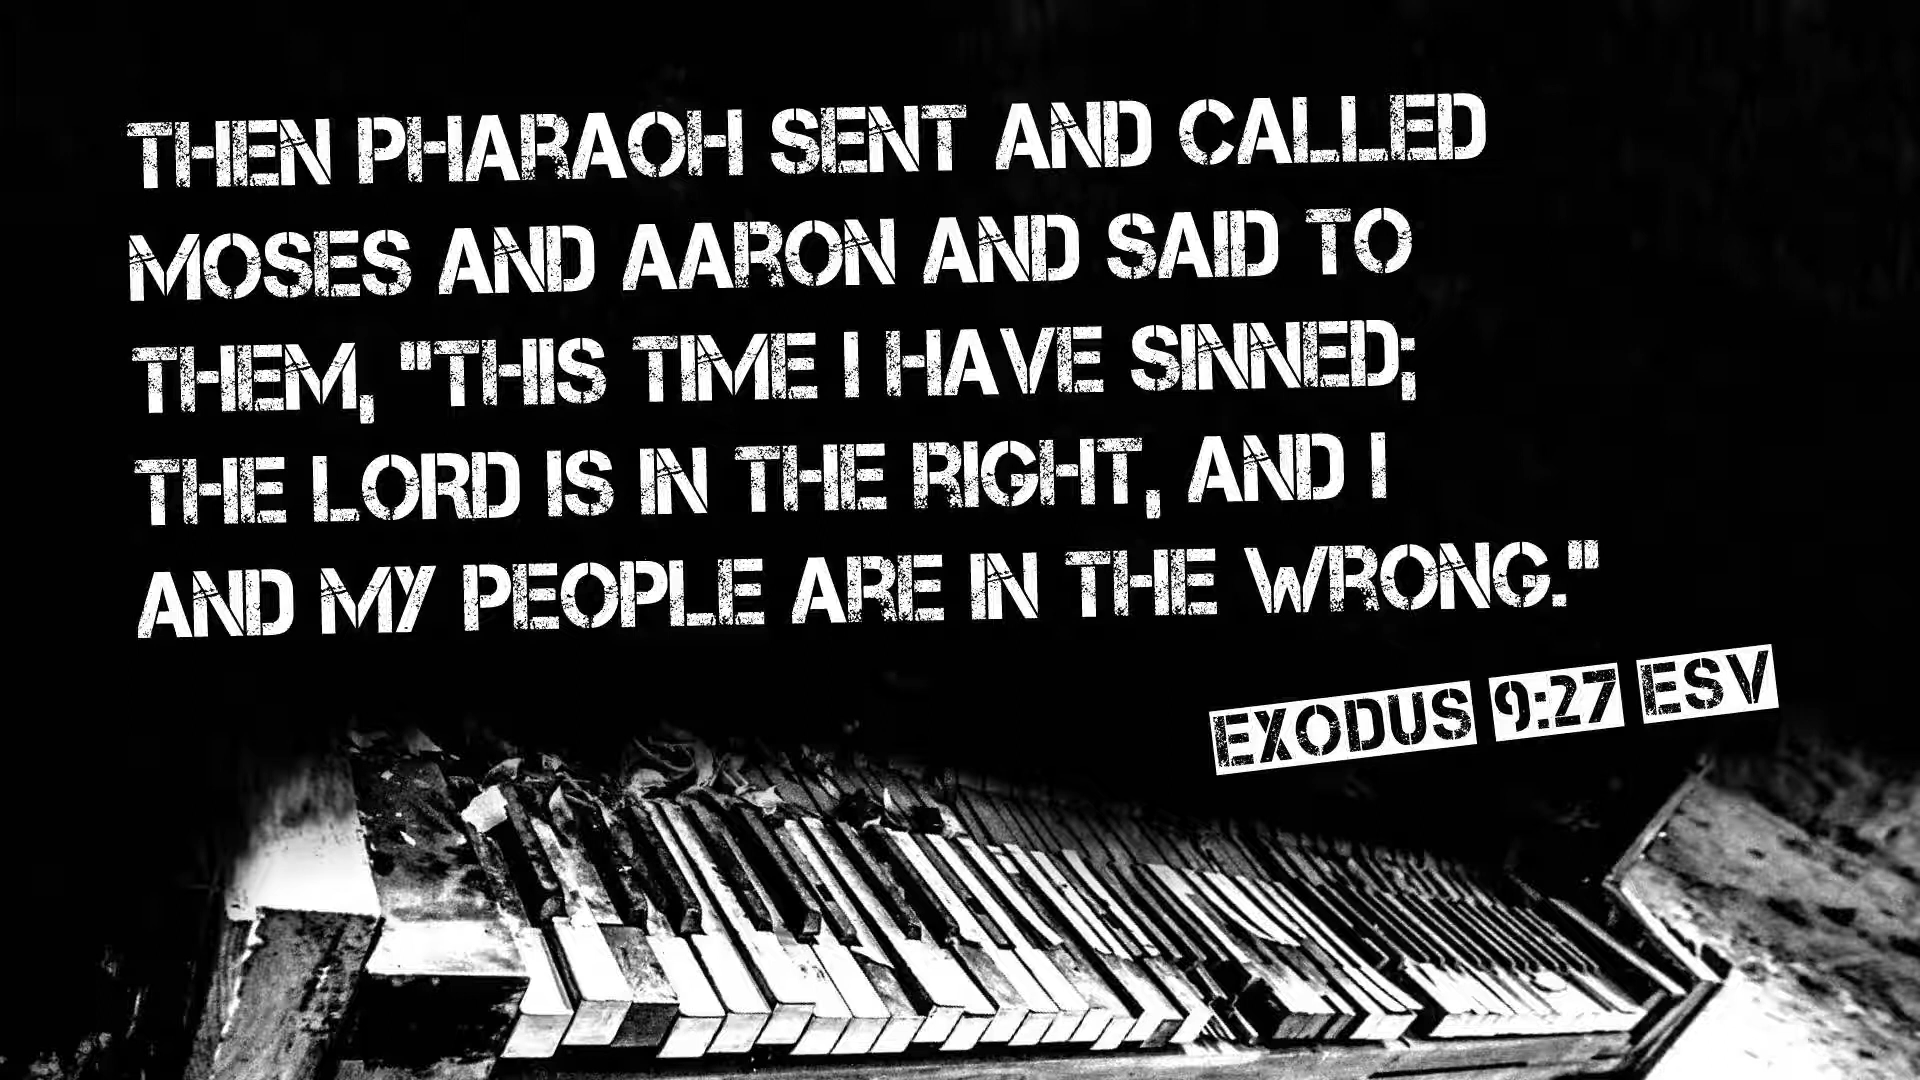 THEN PHARAOH SENT AND CALLED
MOSES AND AARON AND SAID TO
THEM, "THIS TIME I HAVE SINNED;
THE LORD IS IN THE RIGHT, AND I
AND MY PEOPLE ARE IN THE WRONG."
EXODUS 9:27 ESV